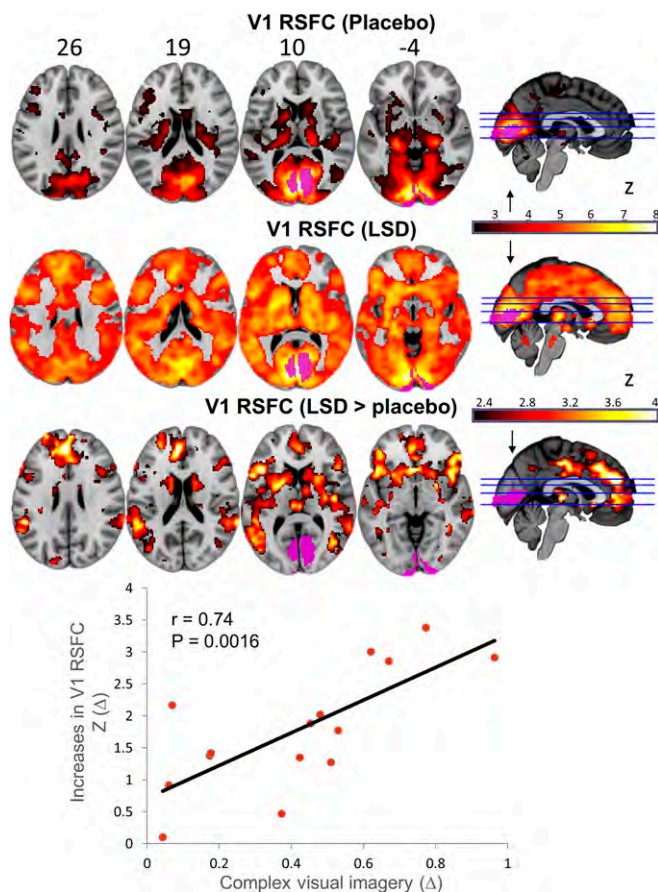 V1 RSFC (Placebo)
26 19 10 -4
Z
3 4 5 6 7 8
V1 RSFC (LSD)
Z
2.4 2.8 3.2 3.6 4
V1 RSFC (LSD > placebo)
4
3.5
3
2.5
2
1.5
1
0.5
0
r = 0.74
P = 0.0016
Increases in V1 RSFC
Z (Δ)
0 0.2 0.4 0.6 0.8 1
Complex visual imagery (Δ)